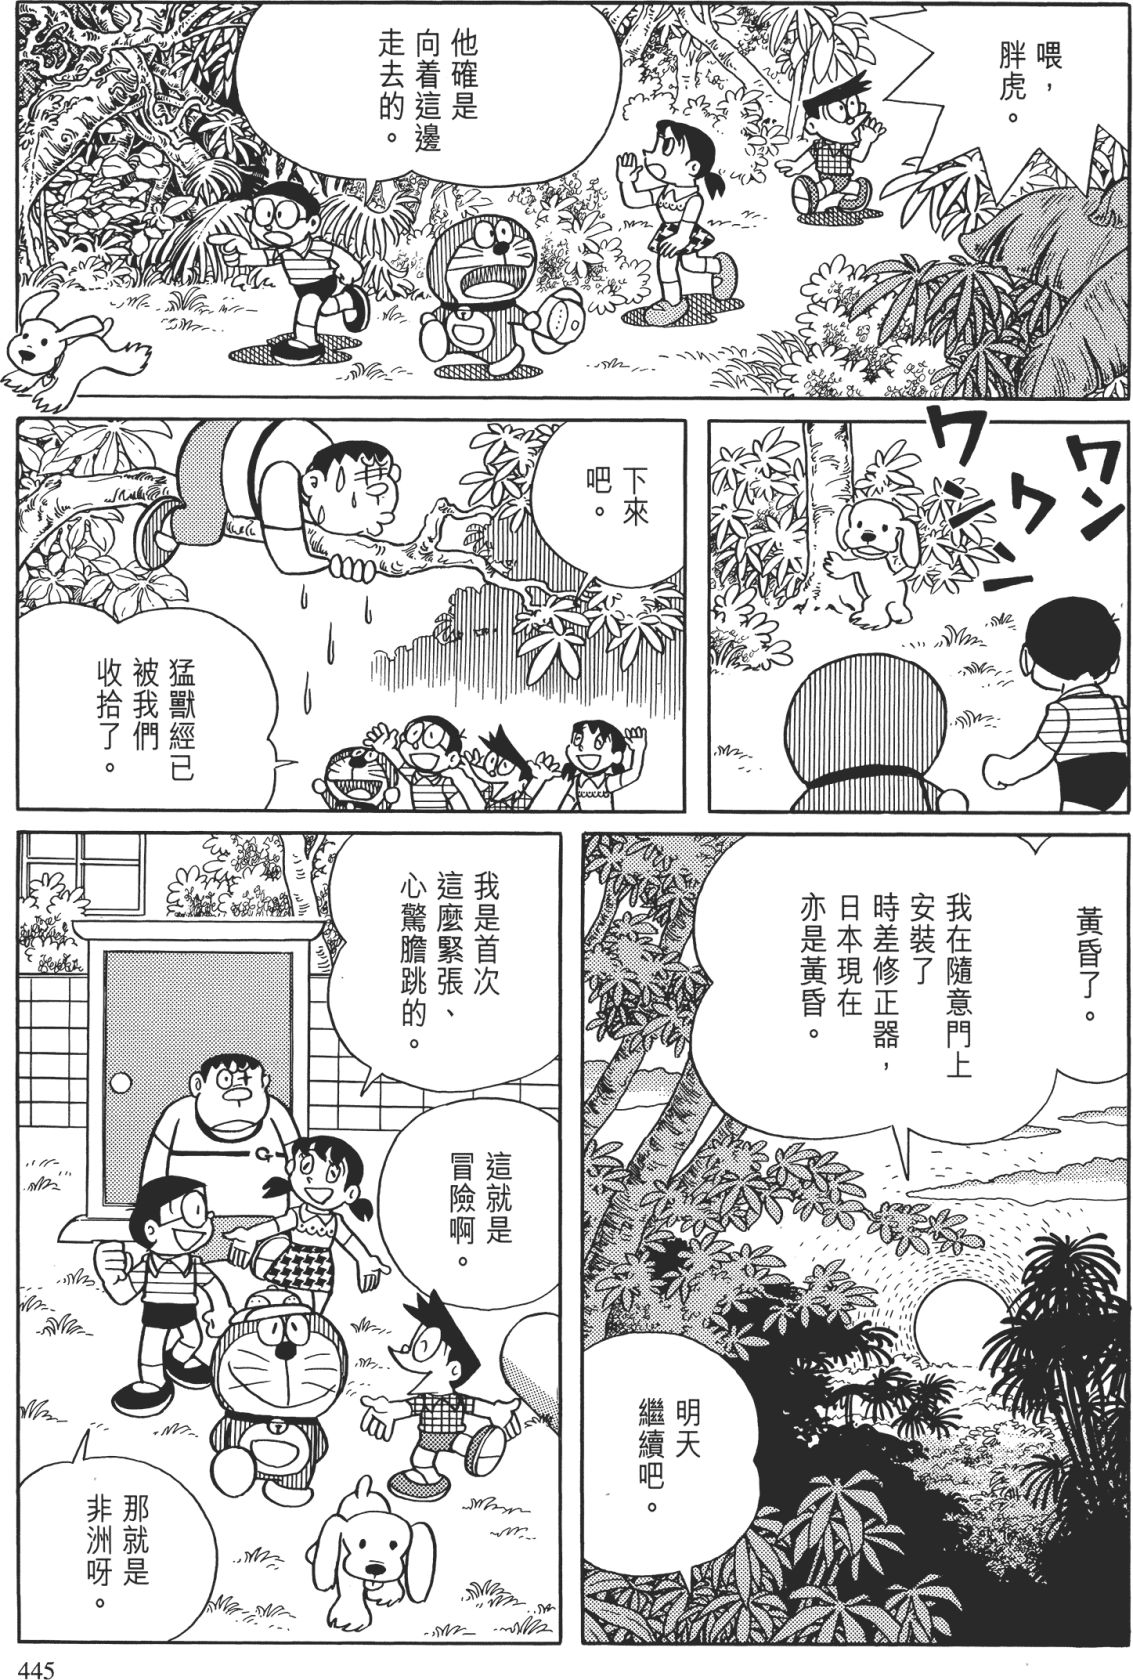 喂，
胖虎。
他確是
向着這邊
走去的。
ワン
ワン
下來
吧。
猛獸經已
被我們
收拾了。
黃昏了。
我在隨意門上
安裝了
時差修正器，
日本現在
亦是黃昏。
明天
繼續吧。
我是首次
這麼緊張、
心驚膽跳的。
這就是
冒險啊。
那就是
非洲呀。
445